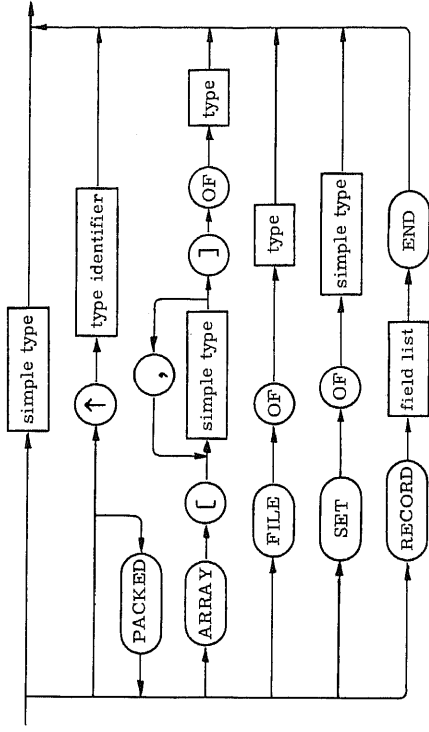 simple type
↑ type identifier
PACKED
,
ARRAY [ simple type ] OF type
FILE OF type
SET OF simple type
RECORD field list END